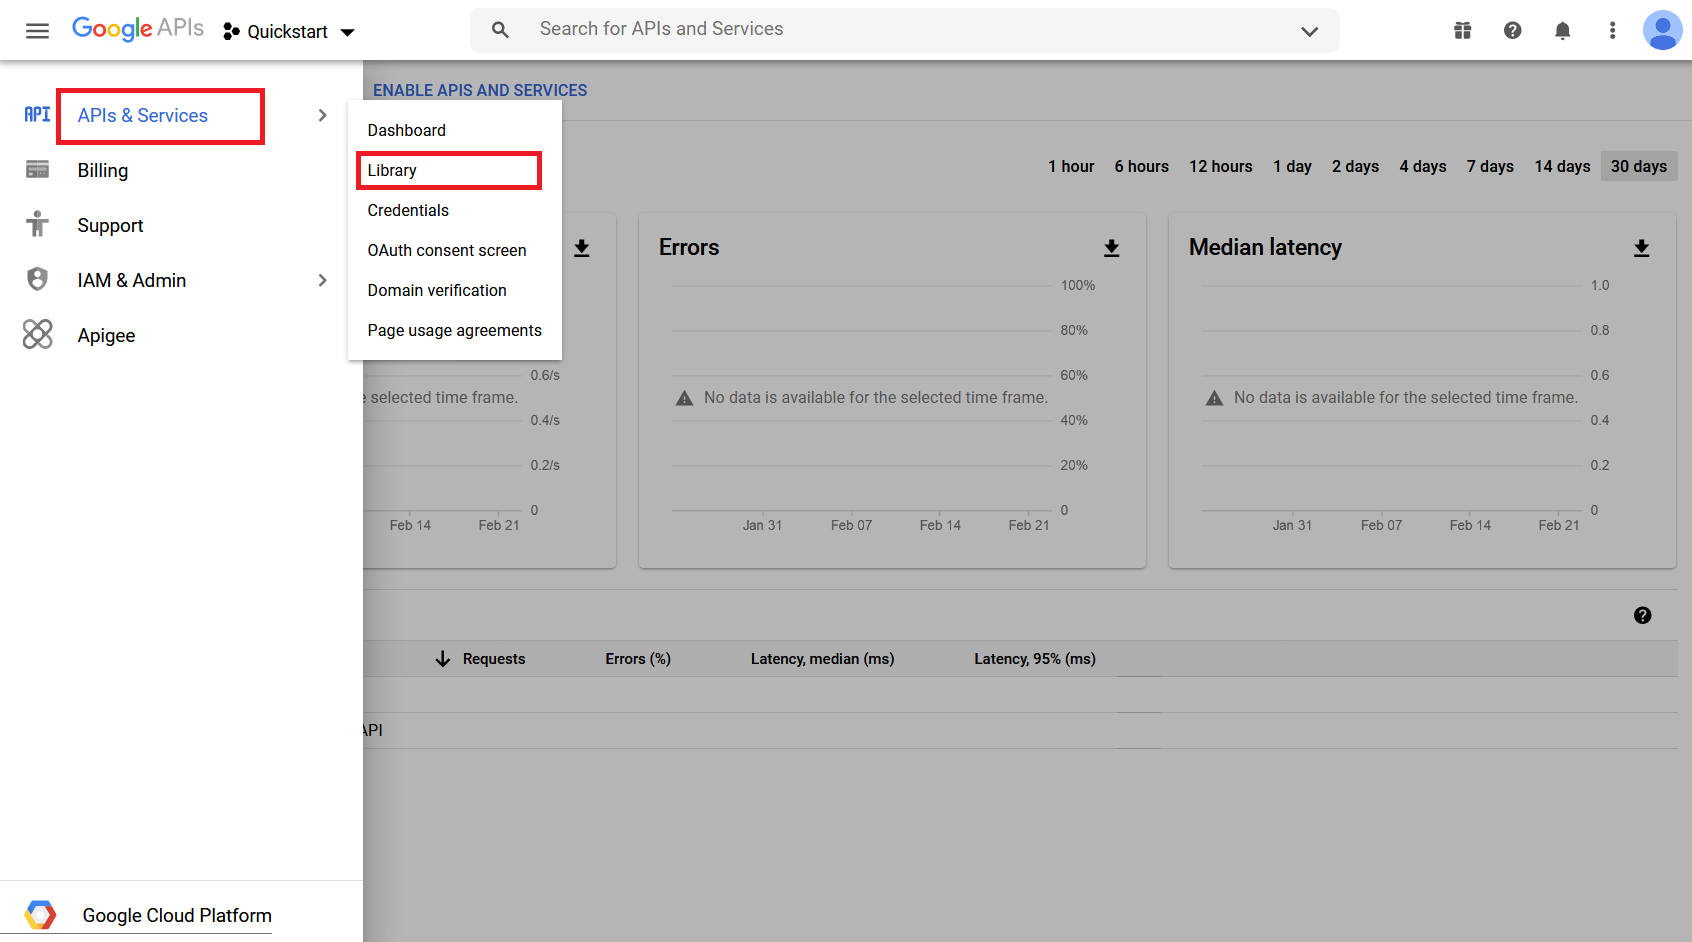 Google APIs
Quickstart
Search for APIs and Services
API APIs & Services
Billing
Support
IAM & Admin
Apigee
Google Cloud Platform
Dashboard
Library
Credentials
OAuth consent screen
Domain verification
Page usage agreements
ENABLE APIS AND SERVICES
1 hour 6 hours 12 hours 1 day 2 days 4 days 7 days 14 days 30 days
0.6/s
e selected time frame.
0.4/s
0.2/s
0
Feb 14 Feb 21
Errors
100%
80%
60%
No data is available for the selected time frame.
40%
20%
0
Jan 31 Feb 07 Feb 14 Feb 21
Median latency
1.0
0.8
0.6
No data is available for the selected time frame.
0.4
0.2
0
Jan 31 Feb 07 Feb 14 Feb 21
Requests Errors (%) Latency, median (ms) Latency, 95% (ms)
API